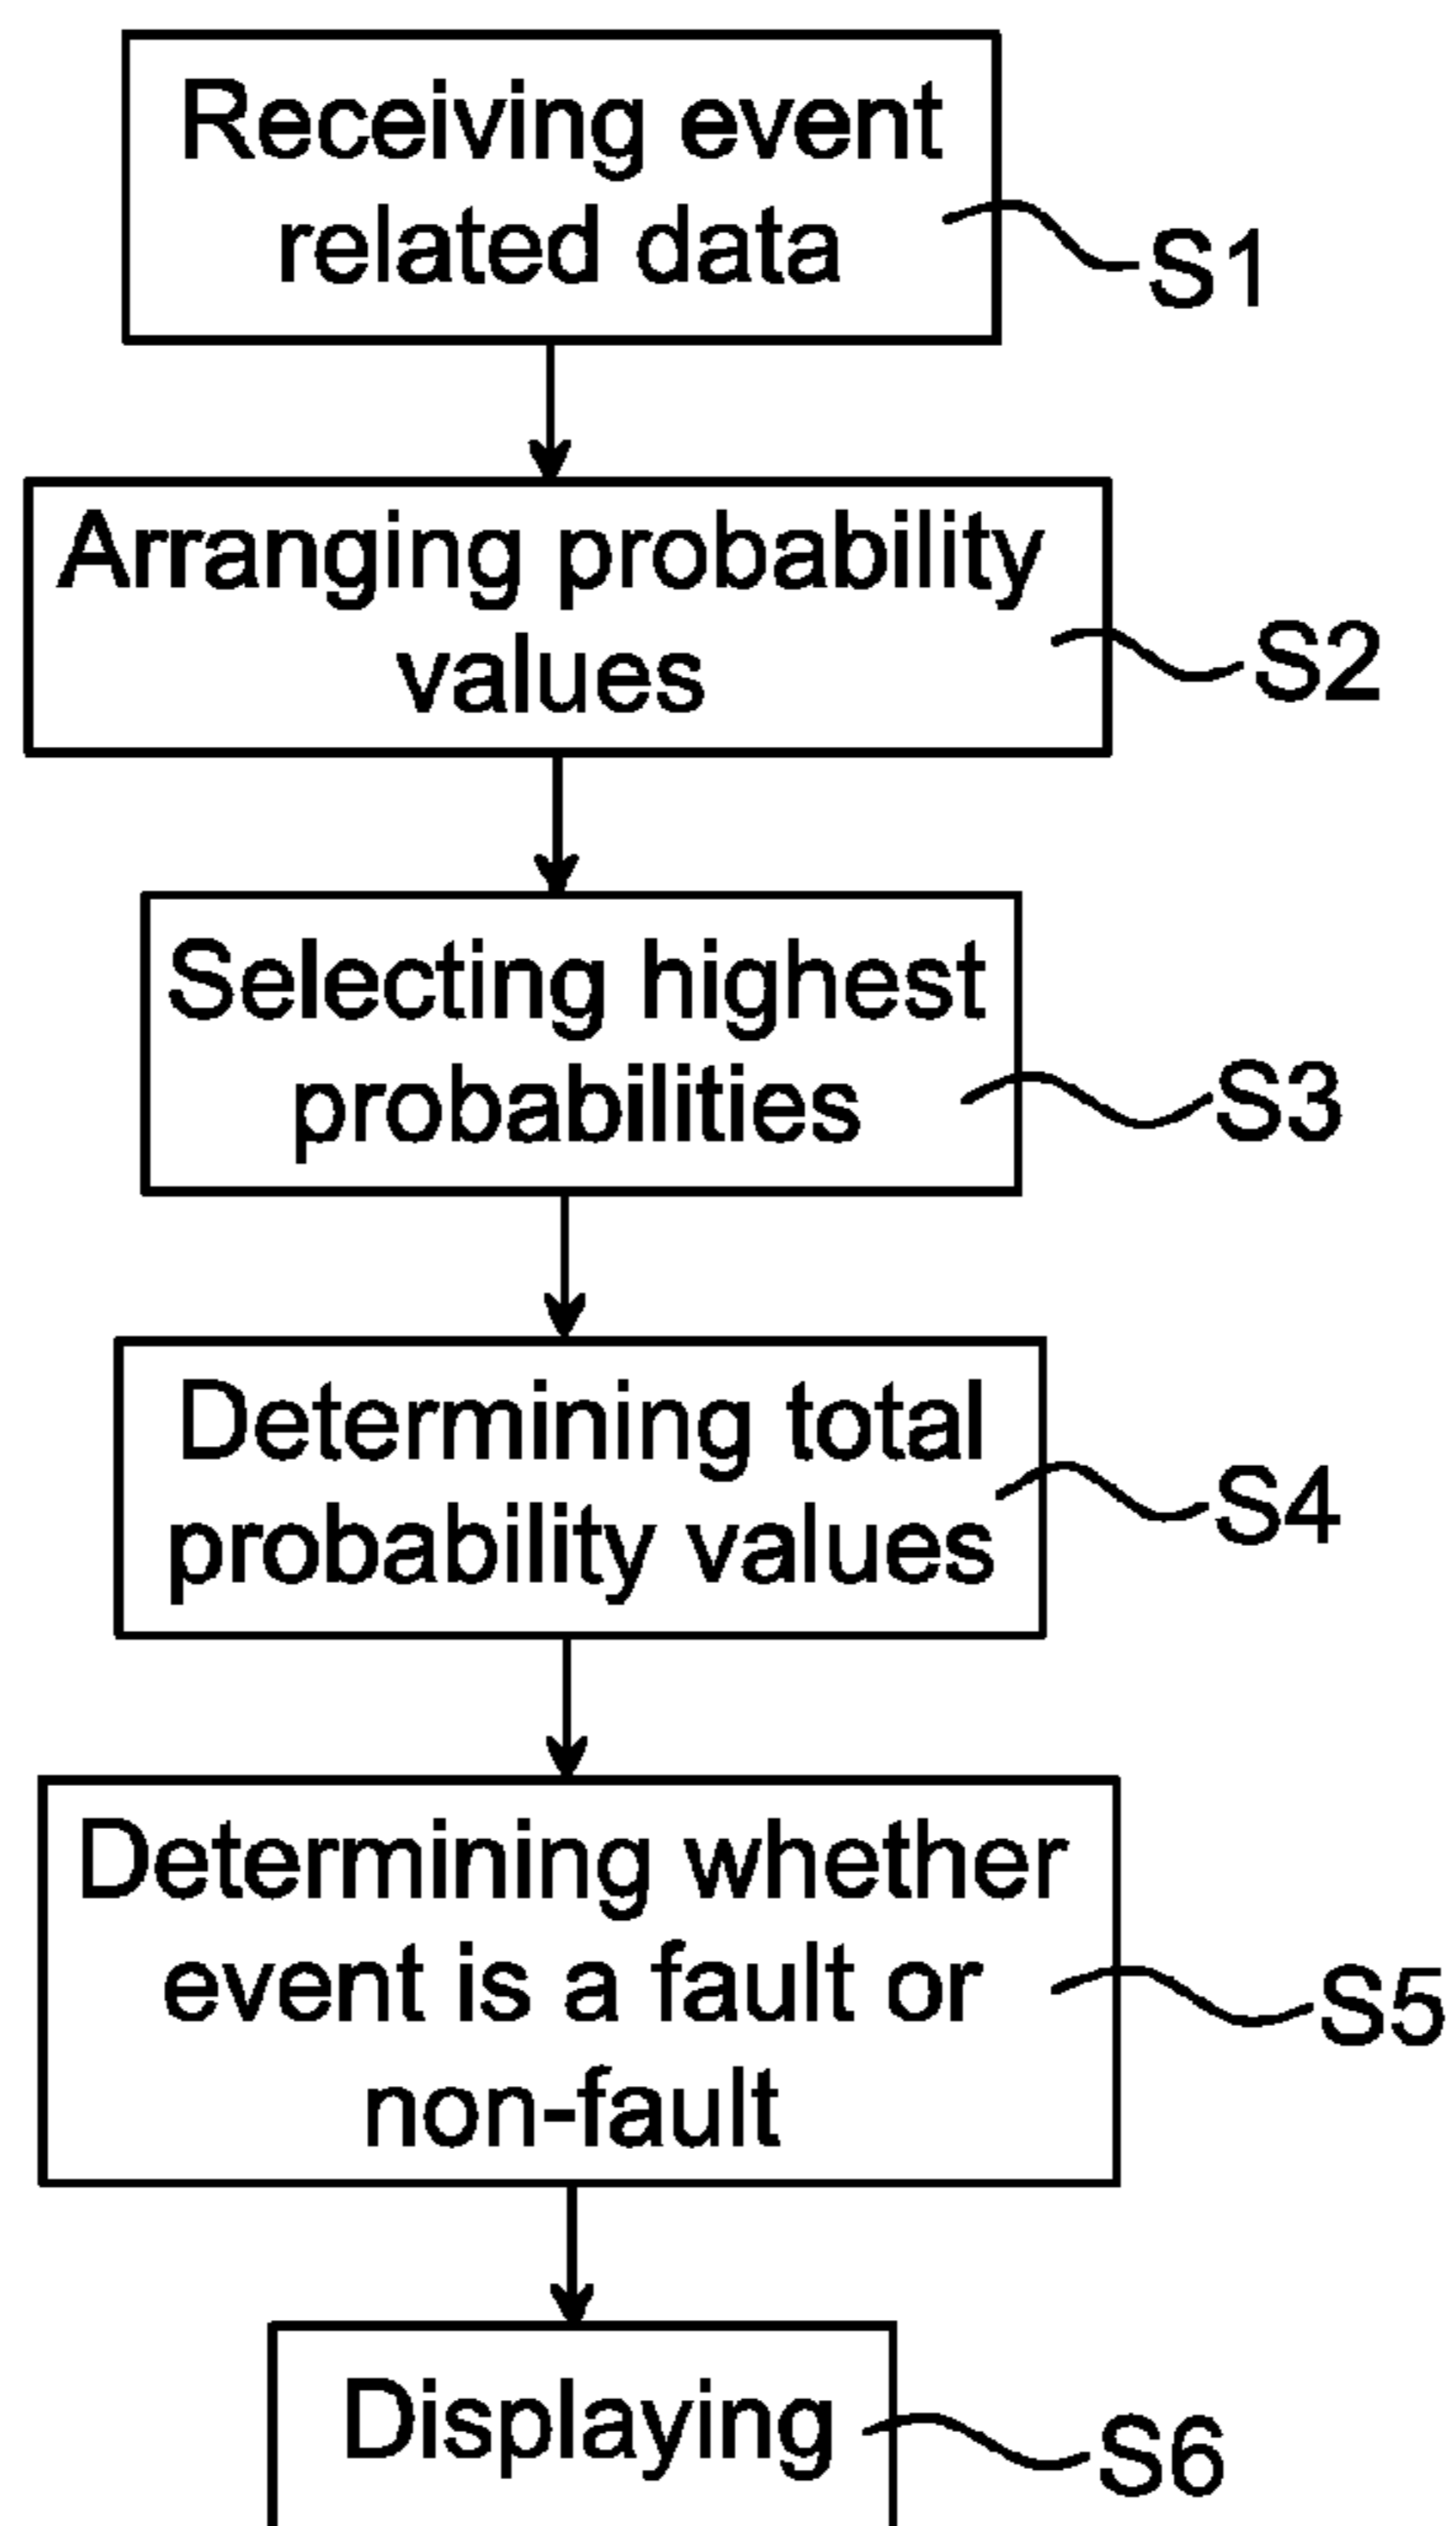 Receiving event
related data
S1
Arranging probability
values
S2
Selecting highest
probabilities
S3
Determining total
probability values
S4
Determining whether
event is a fault or
non-fault
S5
Displaying
S6